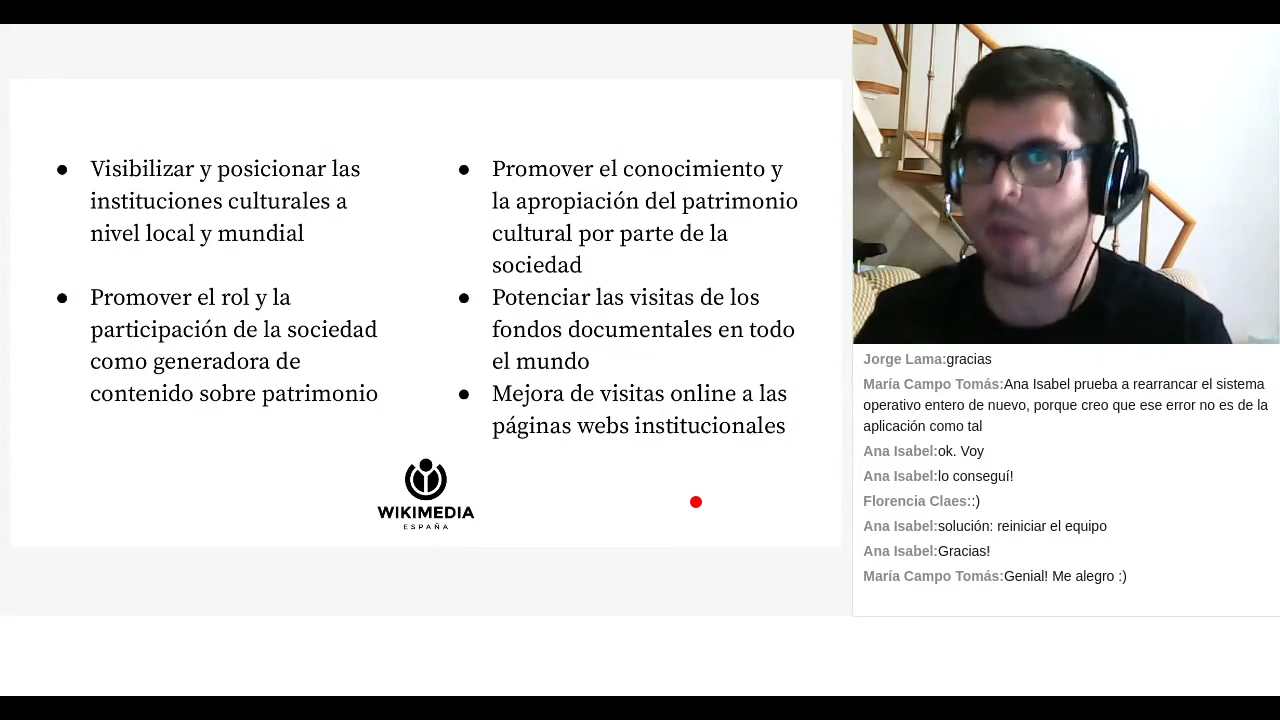 Visibilizar y posicionar las
instituciones culturales a
nivel local y mundial
Promover el rol y la
participación de la sociedad
como generadora de
contenido sobre patrimonio
Promover el conocimiento y
la apropiación del patrimonio
cultural por parte de la
sociedad
Potenciar las visitas de los
fondos documentales en todo
el mundo
Mejora de visitas online a las
páginas webs institucionales
WIKIMEDIA
ESPAÑA
Jorge Lama:gracias
María Campo Tomás:Ana Isabel prueba a rearrancar el sistema
operativo entero de nuevo, porque creo que ese error no es de la
aplicación como tal
Ana Isabel:ok. Voy
Ana Isabel:lo conseguí!
Florencia Claes::)
Ana Isabel:solución: reiniciar el equipo
Ana Isabel:Gracias!
María Campo Tomás:Genial! Me alegro :)